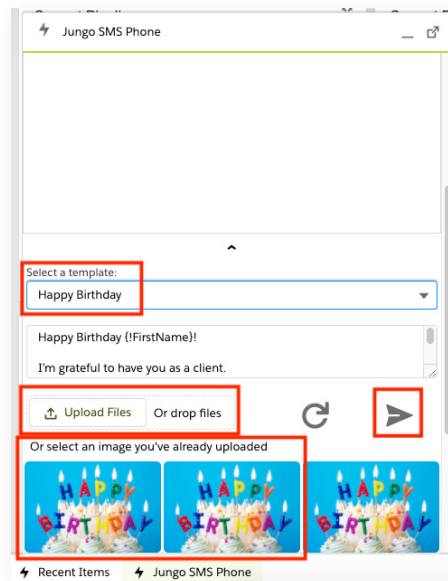 Jungo SMS Phone
Select a template:
Happy Birthday
Happy Birthday {!FirstName}!
I'm grateful to have you as a client.
Upload Files Or drop files
Or select an image you've already uploaded
HAPPY BIRTHDAY HAPPY BIRTHDAY HAPPY BIRTHDAY
Recent Items Jungo SMS Phone